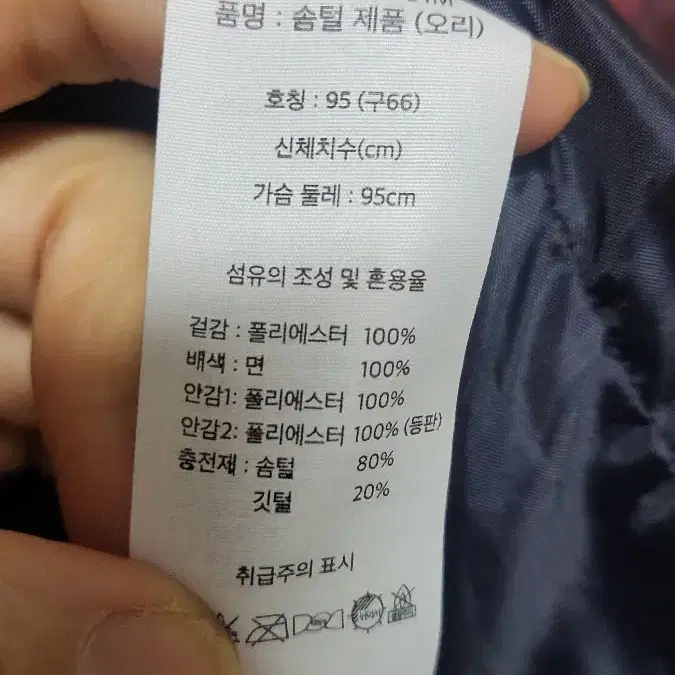 품명 : 솜털 제품 (오리)
호칭 : 95 (구66)
신체치수(cm)
가슴 둘레 : 95cm
섬유의 조성 및 혼용율
겉감 : 폴리에스터 100%
배색 : 면 100%
안감1: 폴리에스터 100%
안감2: 폴리에스터 100% (등판)
충전재 : 솜털 80%
깃털 20%
취급주의 표시